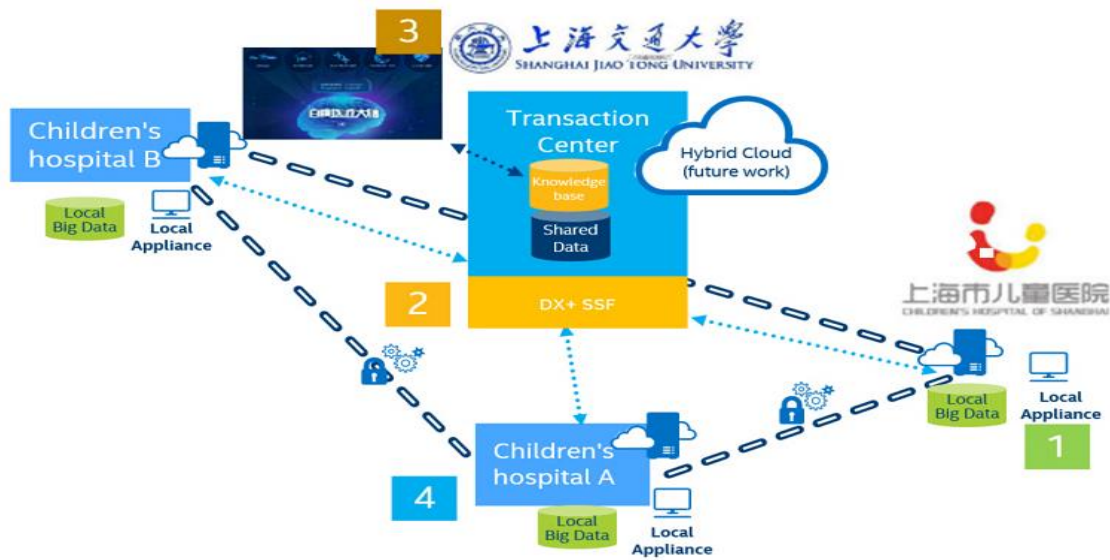 3
上海交通大学
SHANGHAI JIAO TONG UNIVERSITY
Children's
hospital B
Transaction
Center
Hybrid Cloud
(future work)
Knowledge
base
Shared
Data
Local
Big Data
Local
Appliance
2
DX+ SSF
上海市儿童医院
CHILDREN'S HOSPITAL OF SHANGHAI
Local
Big Data
Local
Appliance
1
Children's
hospital A
4
Local
Big Data
Local
Appliance